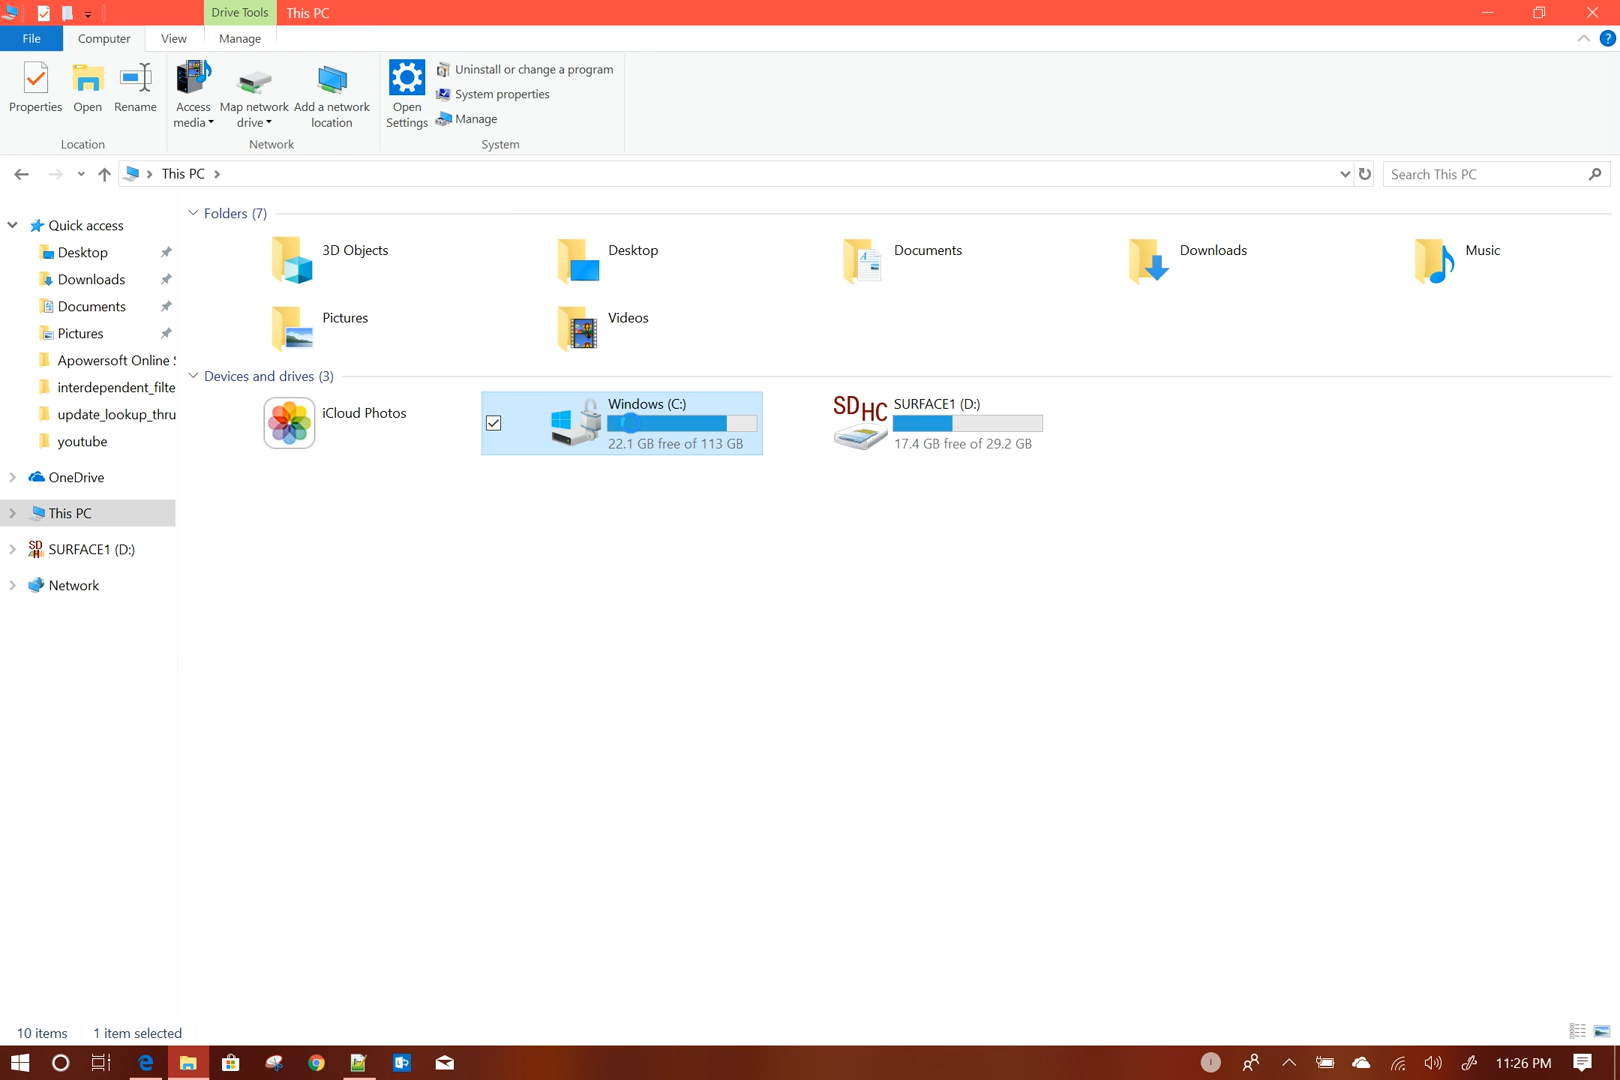 Drive Tools This PC
File Computer View Manage
Properties Open Rename Access media Map network drive Add a network location Open Settings Uninstall or change a program
System properties
Manage
Location Network System
This PC
Search This PC
Quick access
Desktop
Downloads
Documents
Pictures
Apowersoft Online S
interdependent_filte
update_lookup_thru
youtube
OneDrive
This PC
SURFACE1 (D:)
Network
Folders (7)
3D Objects Desktop Documents Downloads Music
Pictures Videos
Devices and drives (3)
iCloud Photos
Windows (C:)
22.1 GB free of 113 GB
SD HC
SURFACE1 (D:)
17.4 GB free of 29.2 GB
10 items 1 item selected
11:26 PM